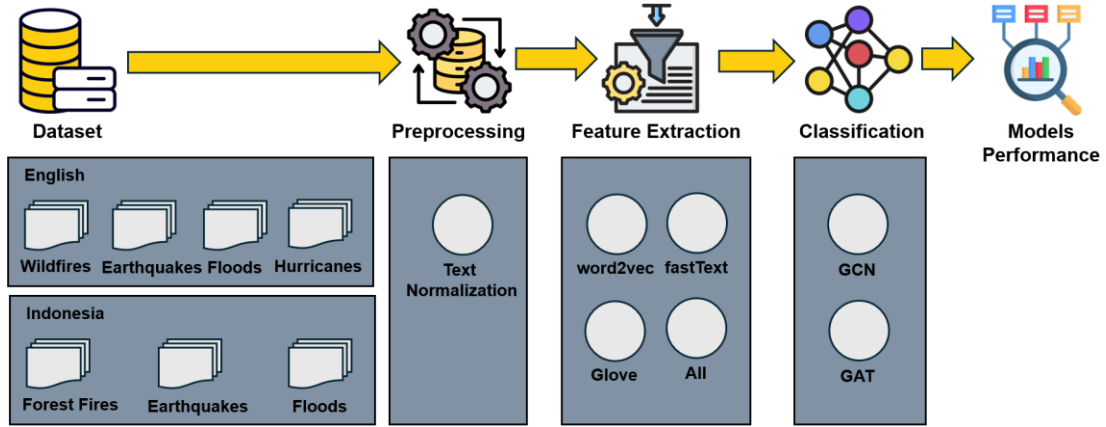 Dataset
Preprocessing
Feature Extraction
Classification
Models
Performance
English
Wildfires
Earthquakes
Floods
Hurricanes
Indonesia
Forest Fires
Earthquakes
Floods
Text
Normalization
word2vec
fastText
Glove
All
GCN
GAT